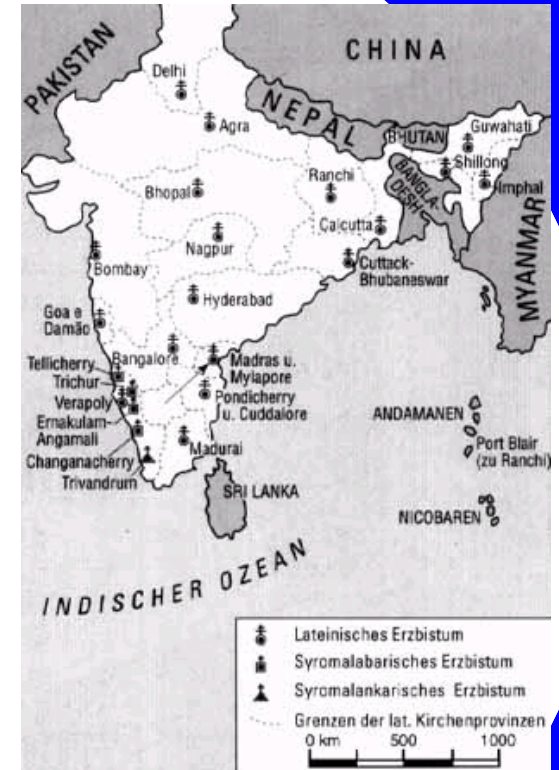 PAKISTAN
CHINA
Delhi
NEPAL
Agra
BHUTAN
Guwahati
Shillong
BANGLA-
DESH
Imphal
Ranchi
Bhopal
Calcutta
Nagpur
MYANMAR
Bombay
Cuttack-
Bhubaneswar
Hyderabad
Goa e
Damão
Tellicherry
Bangalore
Madras u.
Mylapore
Trichur
Verapoly
Pondicherry
u. Cuddalore
Ernakulam-
Angamali
ANDAMANEN
Port Blair
(zu Ranchi)
Changanacherry
Madurai
Trivandrum
SRI LANKA
NICOBAREN
INDISCHER OZEAN
Lateinisches Erzbistum
Syromalabarisches Erzbistum
Syromalankarisches Erzbistum
Grenzen der lat. Kirchenprovinzen
0 km 500 1000